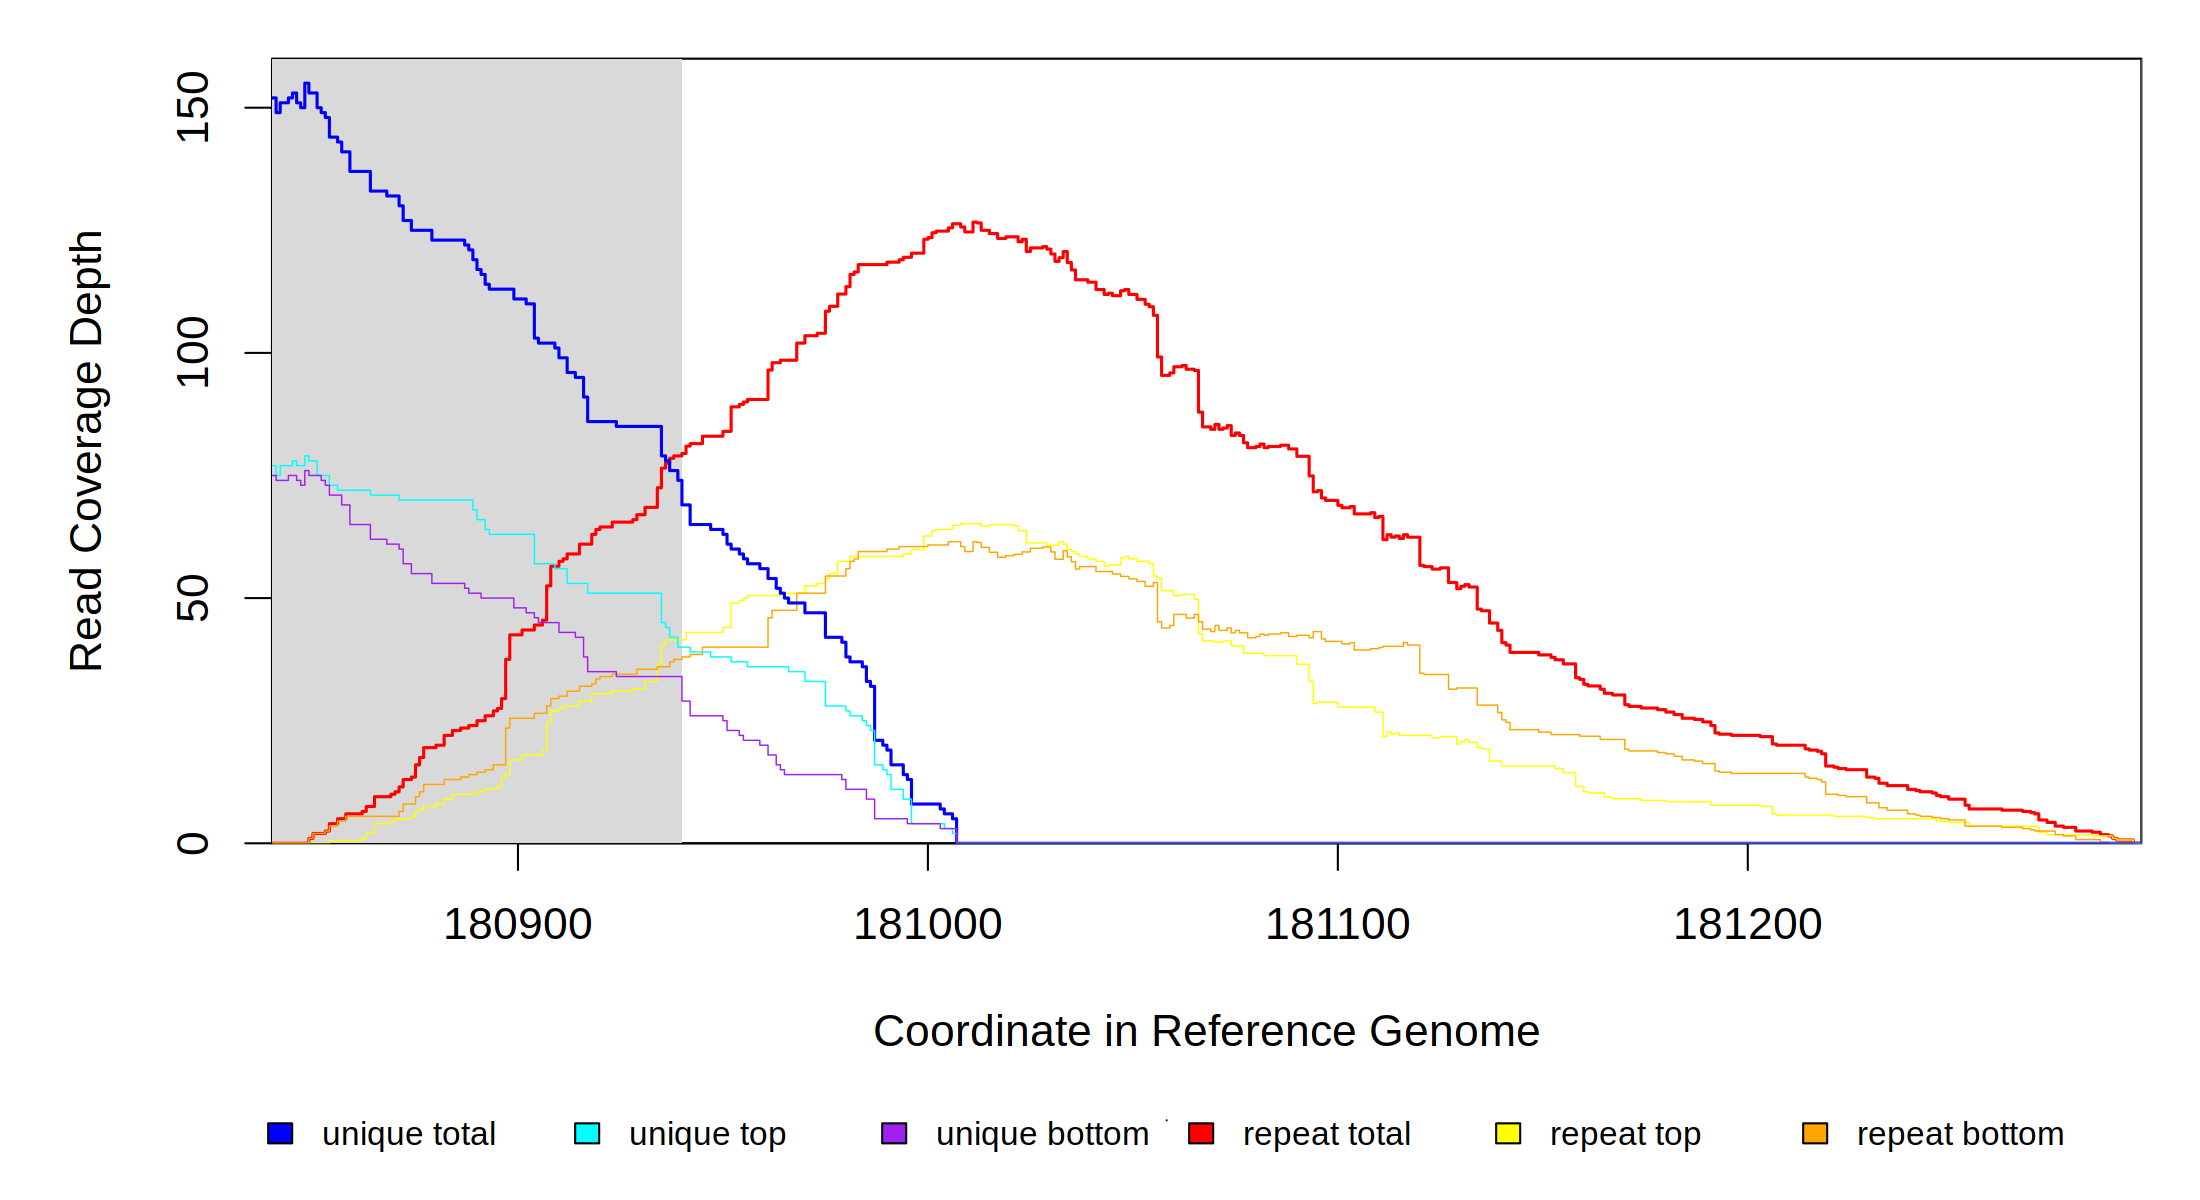 Read Coverage Depth
150
100
50
0
180900 181000 181100 181200
Coordinate in Reference Genome
unique total unique top unique bottom repeat total repeat top repeat bottom